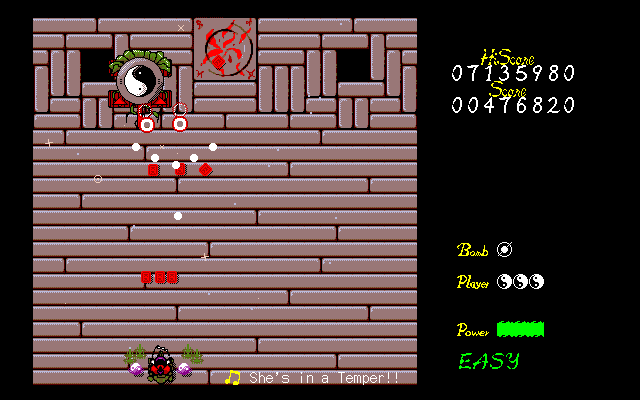 HiScore
07135980
Score
00476820
Bomb
Player
Power
EASY
♫ She's in a Temper!!